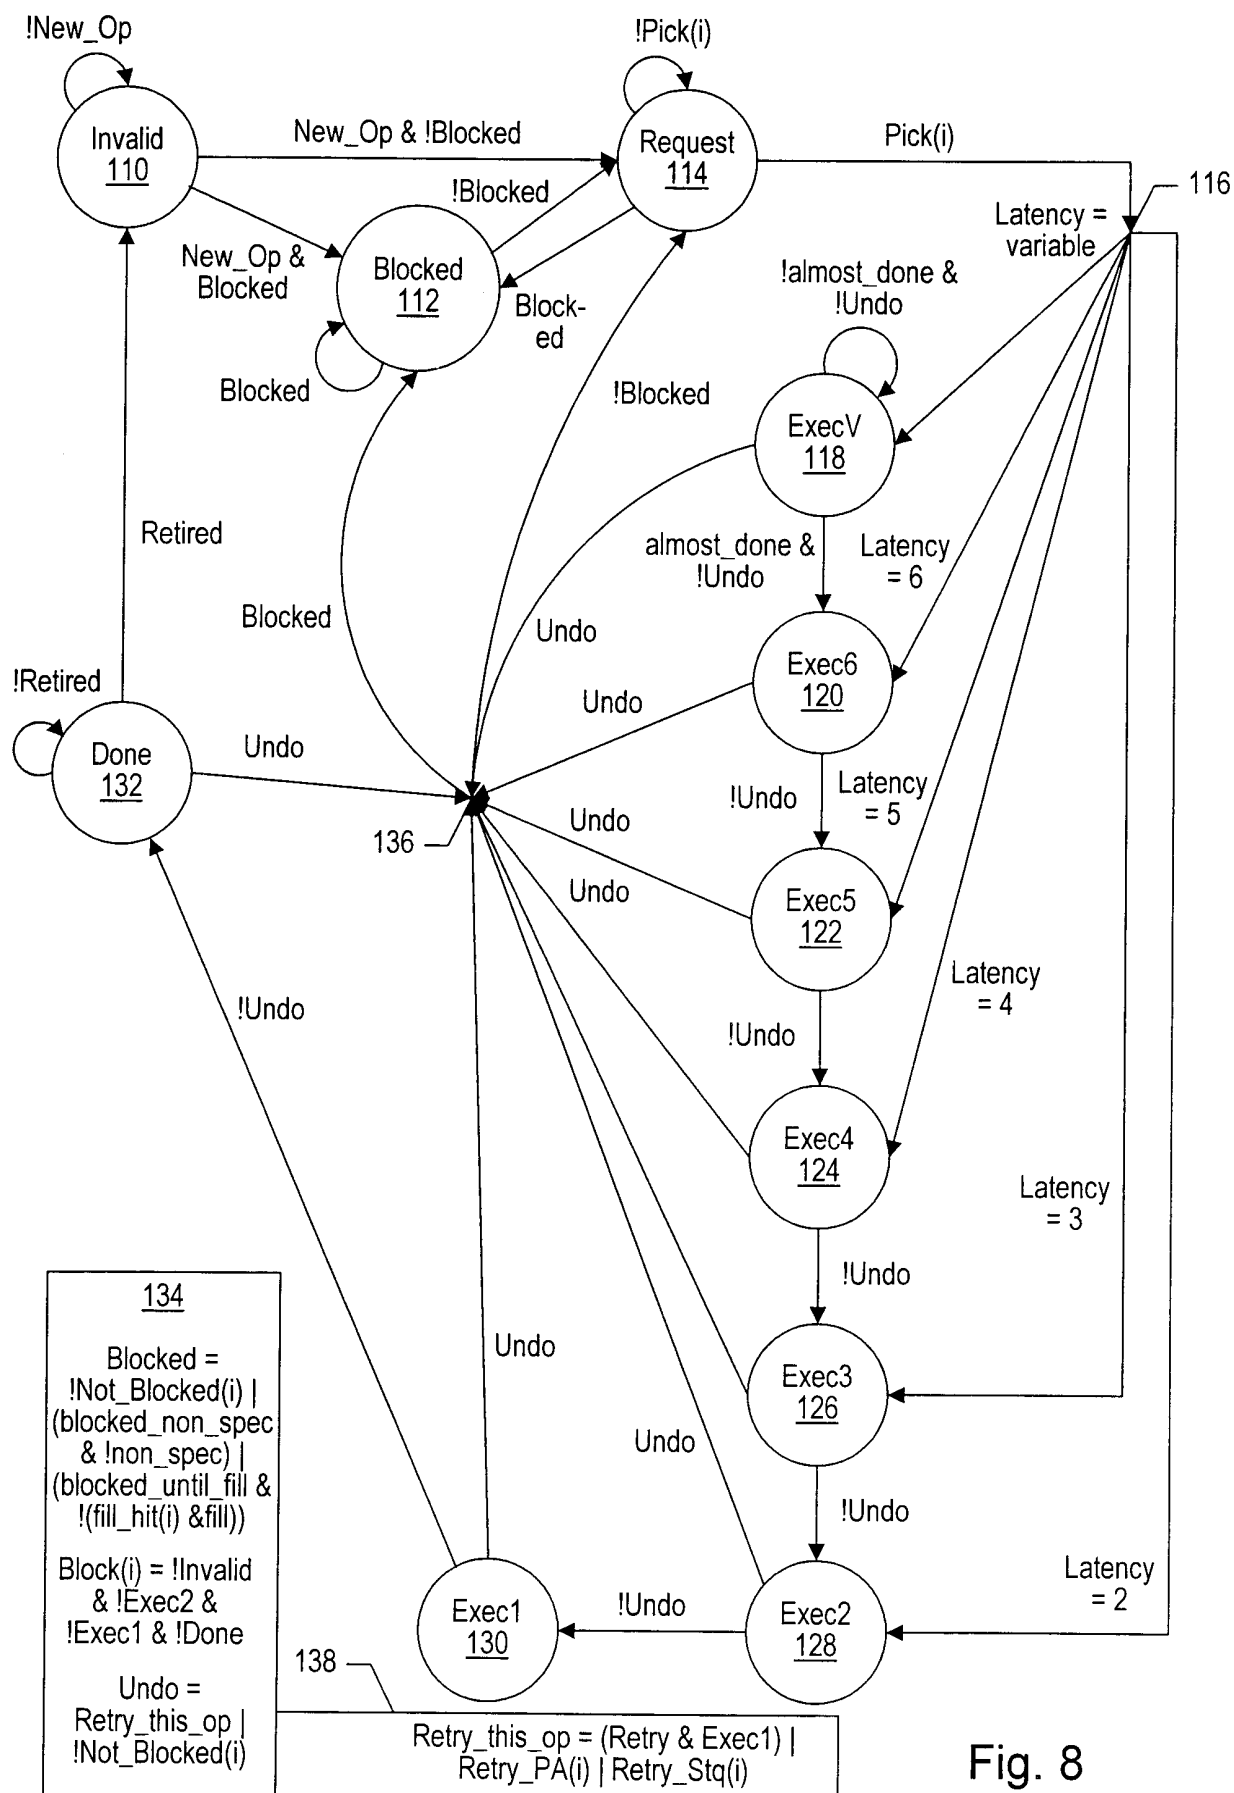 !New_Op
!Pick(i)
Invalid
110
New_Op & !Blocked
Request
114
Pick(i)
116
!Blocked
Latency =
variable
New_Op &
Blocked
Blocked
112
Block-
ed
!almost_done &
!Undo
Blocked
!Blocked
ExecV
118
Retired
almost_done &
!Undo
Latency
= 6
Blocked
Undo
!Retired
Exec6
120
Undo
Done
132
Undo
!Undo
Latency
= 5
136
Undo
Undo
Exec5
122
Latency
= 4
!Undo
!Undo
Exec4
124
Latency
= 3
!Undo
134
Blocked =
!Not_Blocked(i) |
(blocked_non_spec
& !non_spec) |
(blocked_until_fill &
!(fill_hit(i) &fill))
Block(i) = !Invalid
& !Exec2 &
!Exec1 & !Done
Undo =
Retry_this_op |
!Not_Blocked(i)
Undo
Exec3
126
Undo
!Undo
Latency
= 2
Exec1
130
!Undo
Exec2
128
138
Retry_this_op = (Retry & Exec1) |
Retry_PA(i) | Retry_Stq(i)
Fig. 8